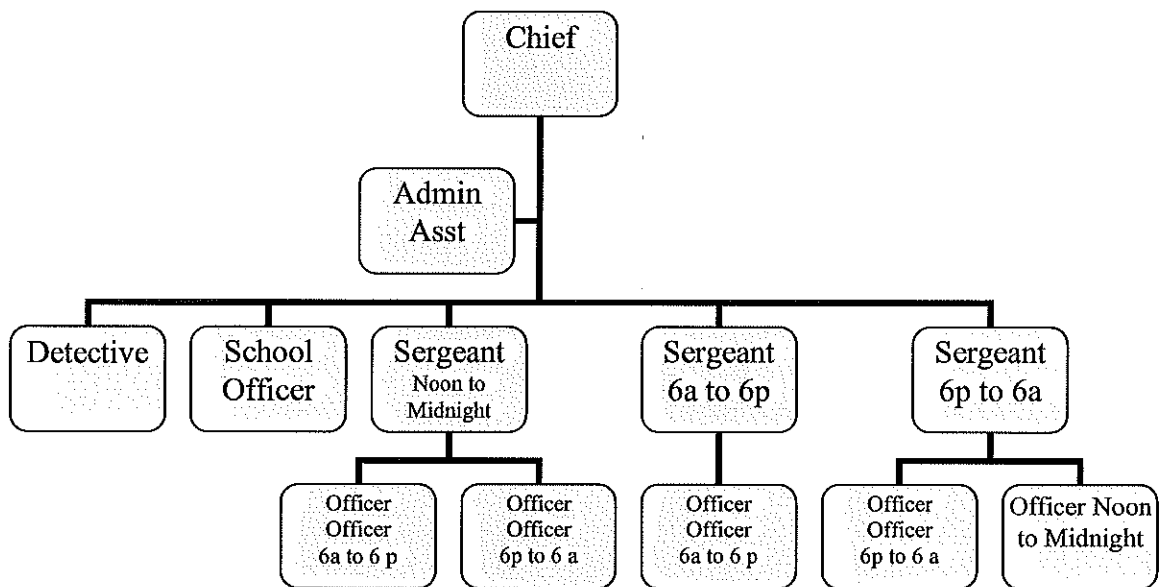 Chief
Admin
Asst
Detective
School
Officer
Sergeant
Noon to
Midnight
Sergeant
6a to 6p
Sergeant
6p to 6a
Officer
Officer
6a to 6 p
Officer
Officer
6p to 6 a
Officer
Officer
6a to 6 p
Officer
Officer
6p to 6 a
Officer Noon
to Midnight